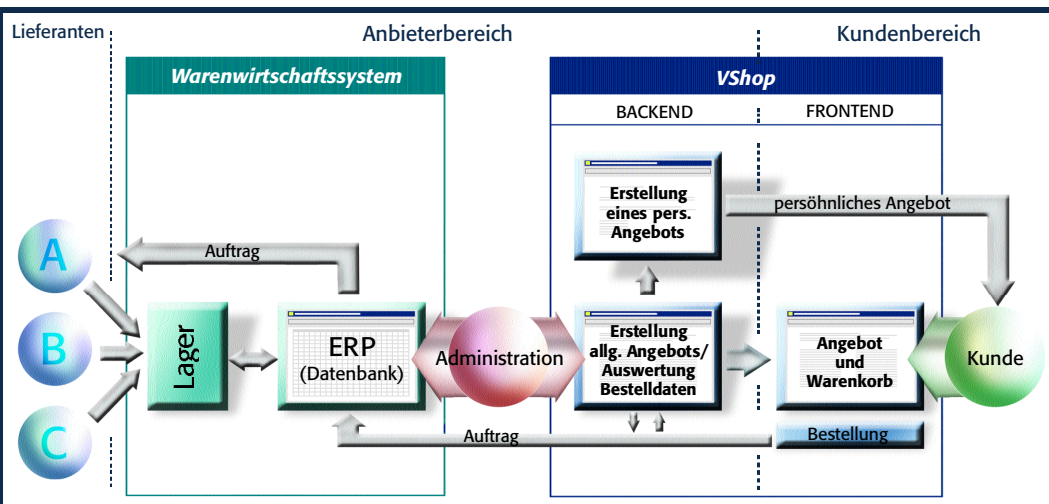 Lieferanten
Anbieterbereich
Kundenbereich
Warenwirtschaftssystem
VShop
BACKEND
FRONTEND
Erstellung
eines pers.
Angebots
persöhnliches Angebot
A
Auftrag
B
Lager
ERP
(Datenbank)
Administration
Erstellung
allg. Angebots/
Auswertung
Bestelldaten
Angebot
und
Warenkorb
Kunde
C
Auftrag
Bestellung